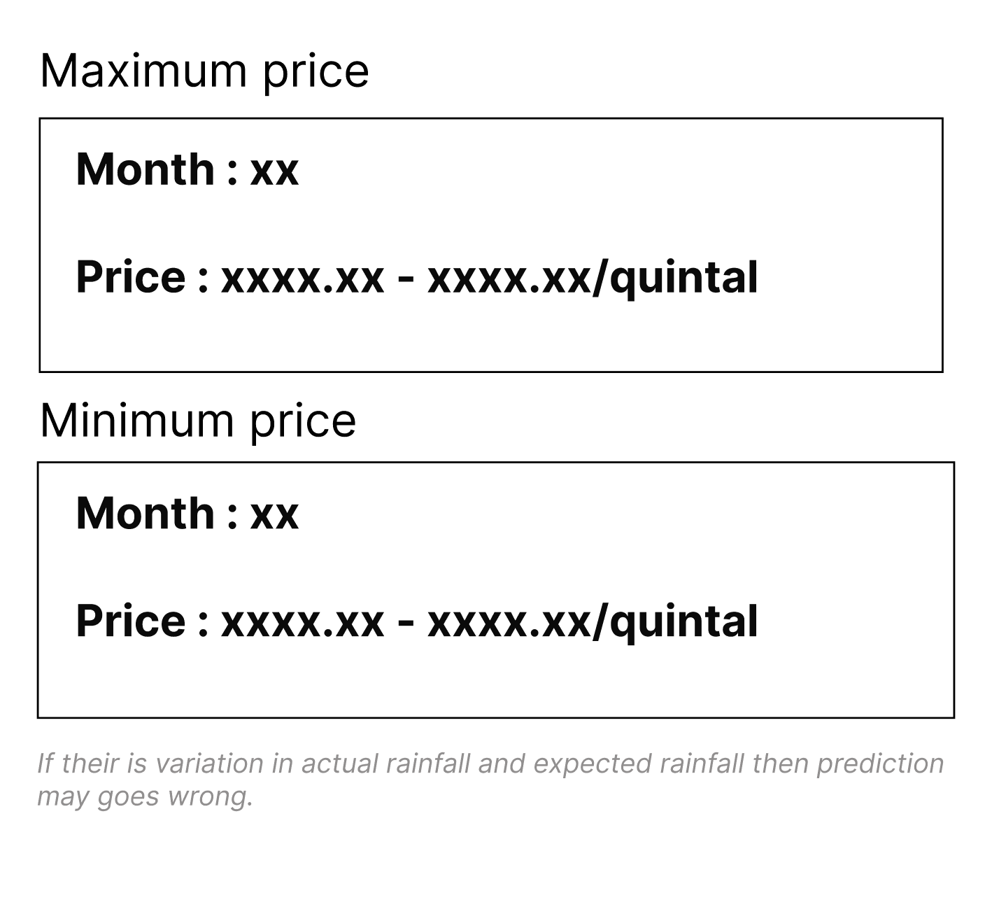 Maximum price
Month : xx
Price : xxxx.xx - xxxx.xx/quintal
Minimum price
Month : xx
Price : xxxx.xx - xxxx.xx/quintal
If their is variation in actual rainfall and expected rainfall then prediction
may goes wrong.